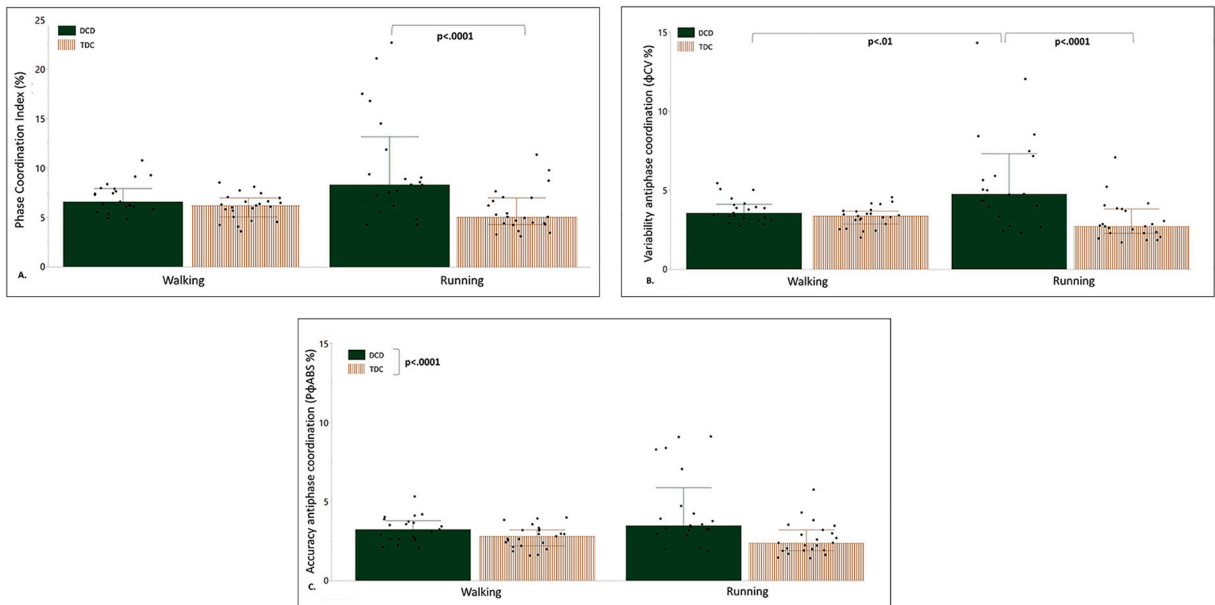 25
20
15
10
5
0
Phase Coordination Index (%)
DCD
TDC
p<.0001
A.
Walking
Running
15
10
5
0
Variability antiphase coordination (ϕCV %)
DCD
TDC
p<.01
p<.0001
B.
Walking
Running
15
10
5
0
Accuracy antiphase coordination (PϕABS %)
DCD
TDC
p<.0001
C.
Walking
Running